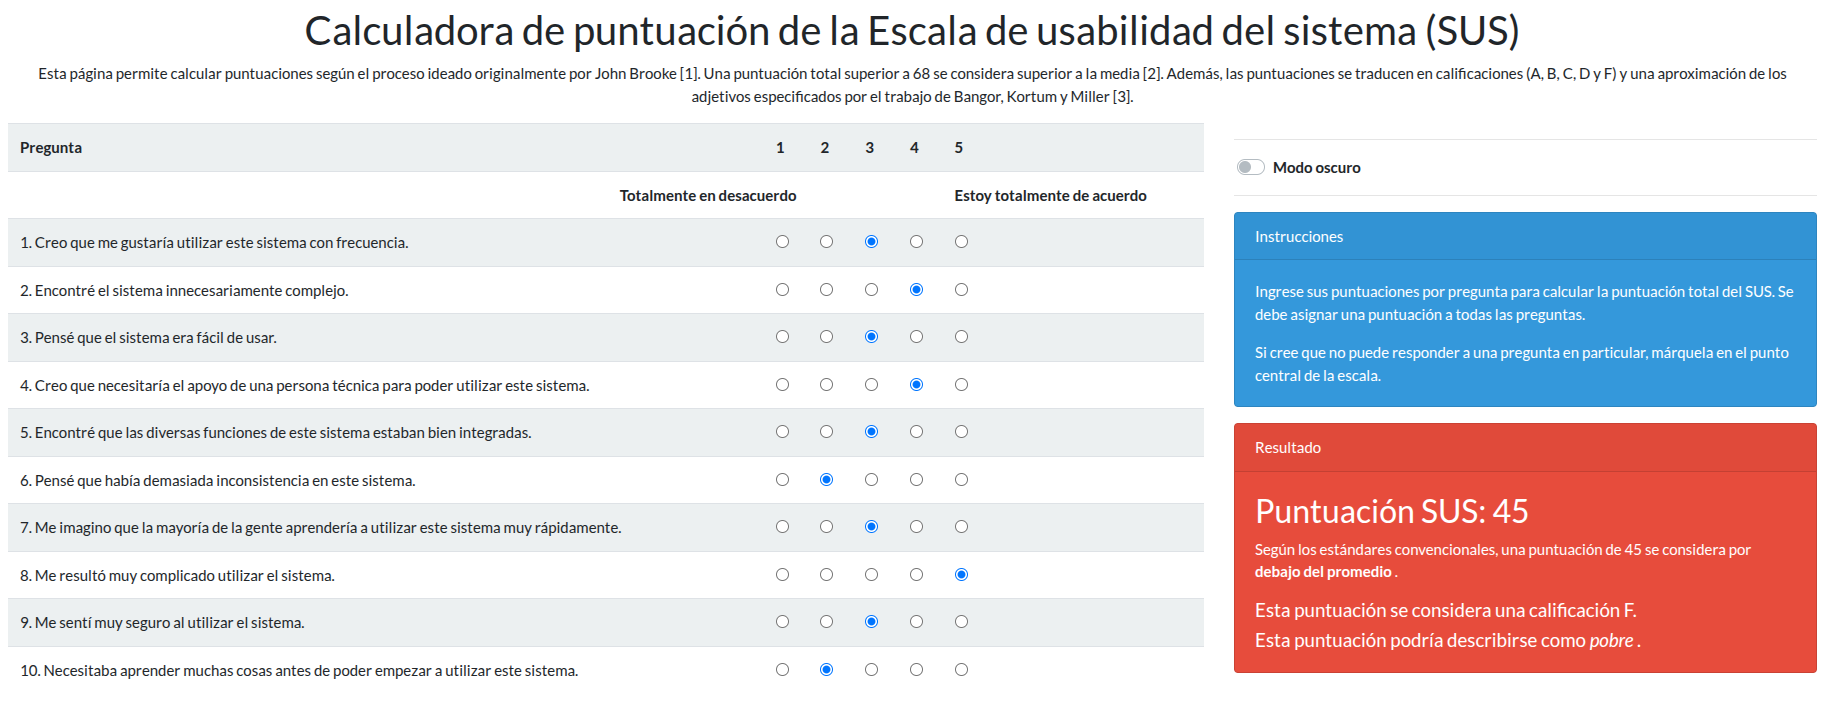 Calculadora de puntuación de la Escala de usabilidad del sistema (SUS)
Esta página permite calcular puntuaciones según el proceso ideado originalmente por John Brooke [1]. Una puntuación total superior a 68 se considera superior a la media [2]. Además, las puntuaciones se traducen en calificaciones (A, B, C, D y F) y una aproximación de los
adjetivos especificados por el trabajo de Bangor, Kortum y Miller [3].
Pregunta 1 2 3 4 5
Totalmente en desacuerdo Estoy totalmente de acuerdo
1. Creo que me gustaría utilizar este sistema con frecuencia.
2. Encontré el sistema innecesariamente complejo.
3. Pensé que el sistema era fácil de usar.
4. Creo que necesitaría el apoyo de una persona técnica para poder utilizar este sistema.
5. Encontré que las diversas funciones de este sistema estaban bien integradas.
6. Pensé que había demasiada inconsistencia en este sistema.
7. Me imagino que la mayoría de la gente aprendería a utilizar este sistema muy rápidamente.
8. Me resultó muy complicado utilizar el sistema.
9. Me sentí muy seguro al utilizar el sistema.
10. Necesitaba aprender muchas cosas antes de poder empezar a utilizar este sistema.
Modo oscuro
Instrucciones
Ingrese sus puntuaciones por pregunta para calcular la puntuación total del SUS. Se
debe asignar una puntuación a todas las preguntas.
Si cree que no puede responder a una pregunta en particular, márquela en el punto
central de la escala.
Resultado
Puntuación SUS: 45
Según los estándares convencionales, una puntuación de 45 se considera por
debajo del promedio .
Esta puntuación se considera una calificación F.
Esta puntuación podría describirse como pobre .